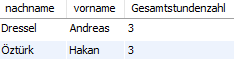 nachname vorname Gesamtstundenzahl
Dressel Andreas 3
Öztürk Hakan 3